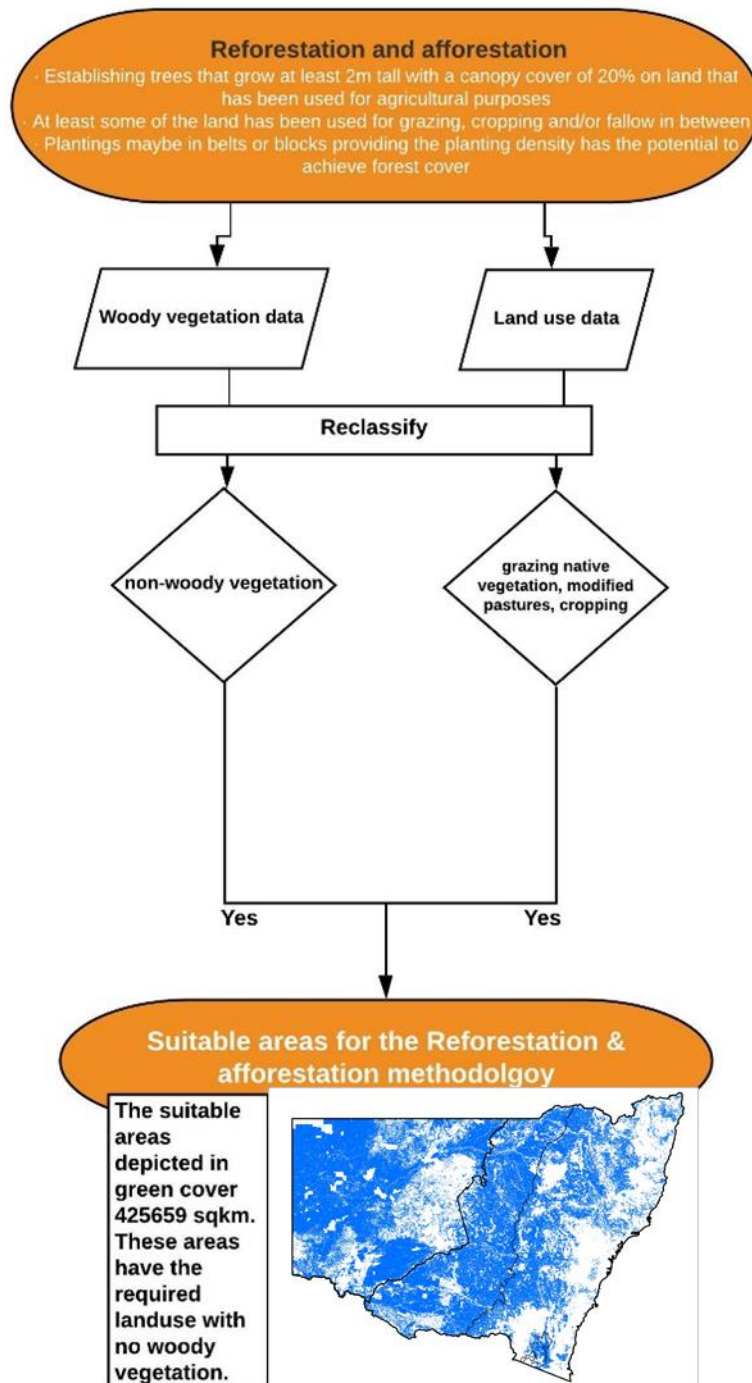 Reforestation and afforestation
· Establishing trees that grow at least 2m tall with a canopy cover of 20% on land that
has been used for agricultural purposes
· At least some of the land has been used for grazing, cropping and/or fallow in between
· Plantings maybe in belts or blocks providing the planting density has the potential to
achieve forest cover
Woody vegetation data
Land use data
Reclassify
non-woody vegetation
grazing native
vegetation, modified
pastures, cropping
Yes
Yes
Suitable areas for the Reforestation &
afforestation methodolgoy
The suitable
areas
depicted in
green cover
425659 sqkm.
These areas
have the
required
landuse with
no woody
vegetation.